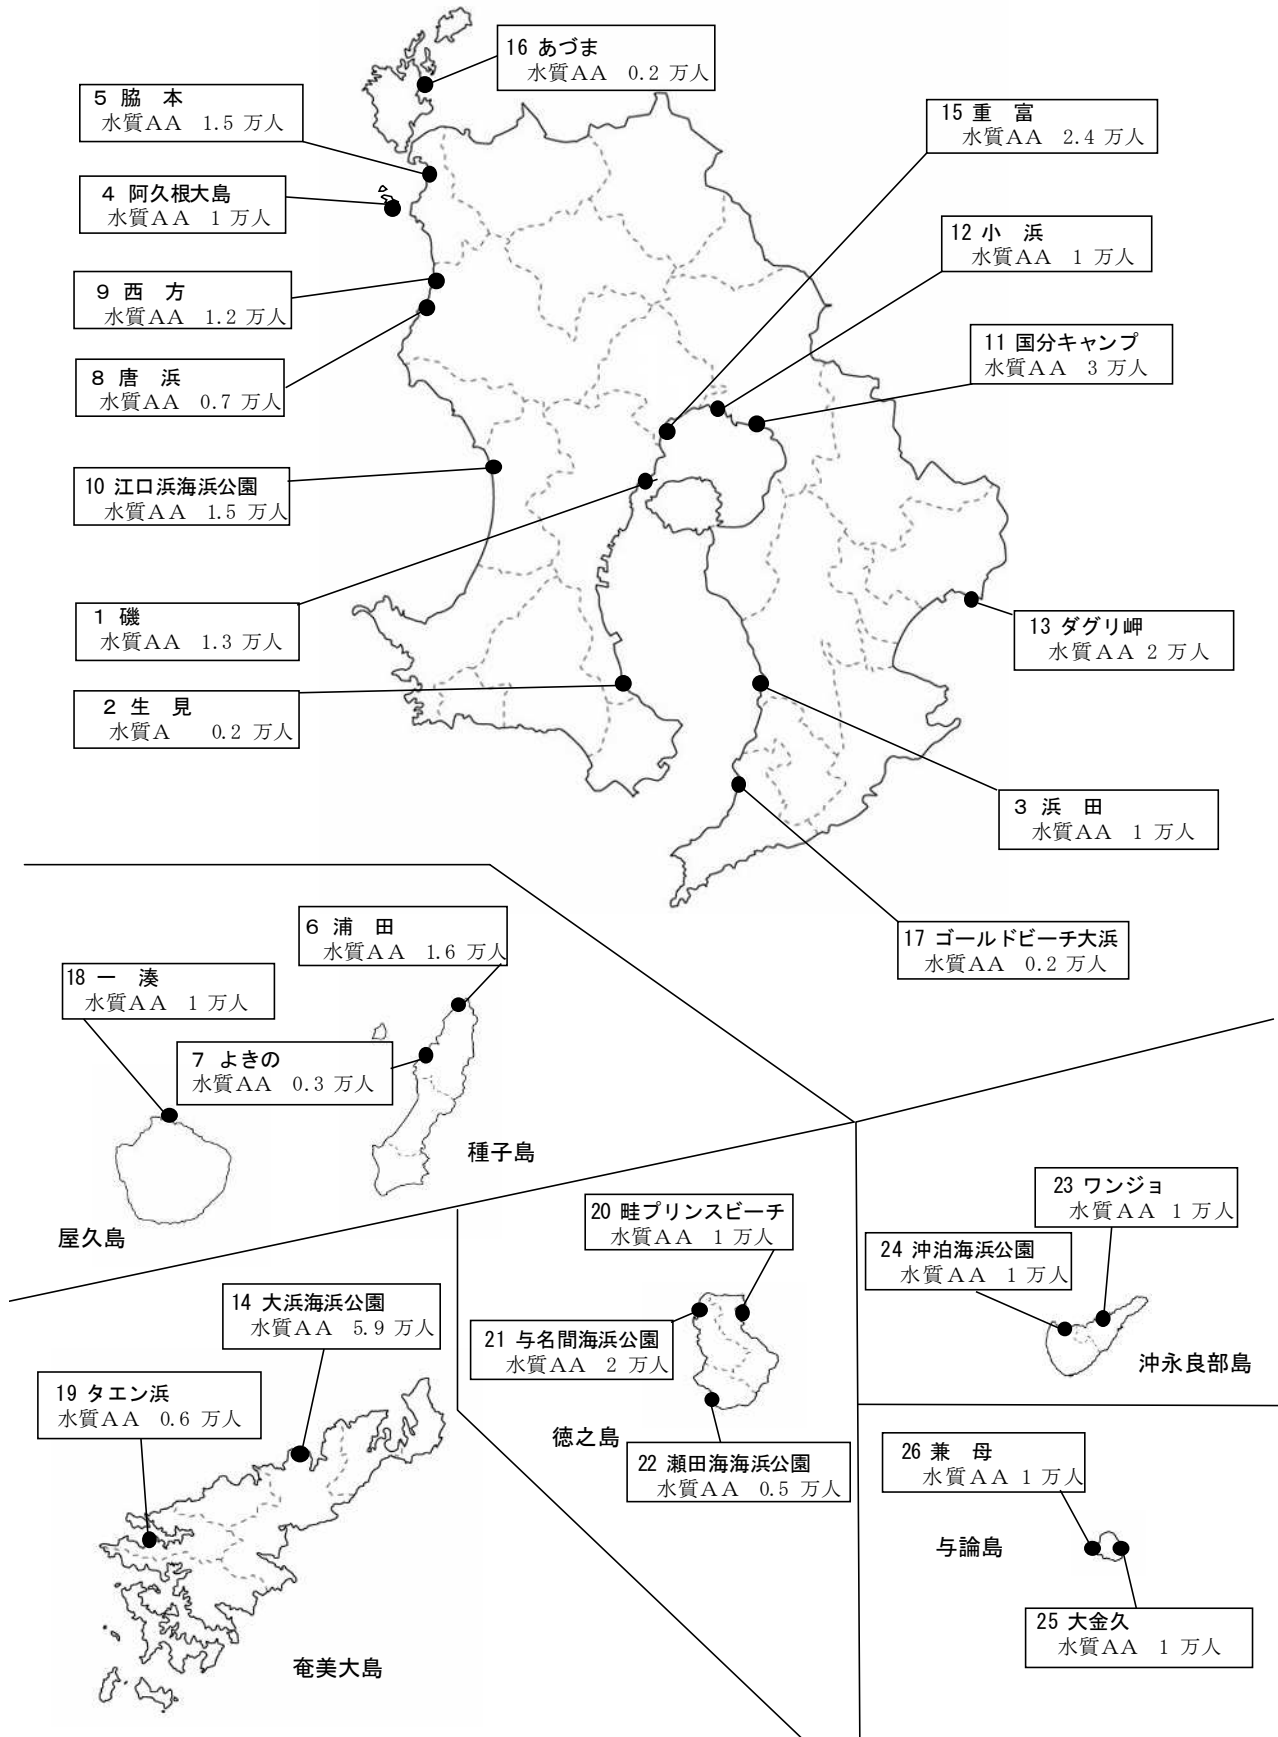 16 あづま
水質AA 0.2 万人
5 脇 本
水質AA 1.5 万人
15 重 富
水質AA 2.4 万人
4 阿久根大島
水質AA 1 万人
12 小 浜
水質AA 1 万人
9 西 方
水質AA 1.2 万人
11 国分キャンプ
水質AA 3 万人
8 唐 浜
水質AA 0.7 万人
10 江口浜海浜公園
水質AA 1.5 万人
1 磯
水質AA 1.3 万人
13 ダグリ岬
水質AA 2 万人
2 生 見
水質A 0.2 万人
3 浜 田
水質AA 1 万人
6 浦 田
水質AA 1.6 万人
17 ゴールドビーチ大浜
水質AA 0.2 万人
18 一 湊
水質AA 1 万人
7 よきの
水質AA 0.3 万人
種子島
屋久島
20 畦プリンスビーチ
水質AA 1 万人
23 ワンジョ
水質AA 1 万人
24 沖泊海浜公園
水質AA 1 万人
14 大浜海浜公園
水質AA 5.9 万人
21 与名間海浜公園
水質AA 2 万人
沖永良部島
19 タエン浜
水質AA 0.6 万人
徳之島
22 瀬田海海浜公園
水質AA 0.5 万人
26 兼 母
水質AA 1 万人
与論島
25 大金久
水質AA 1 万人
奄美大島